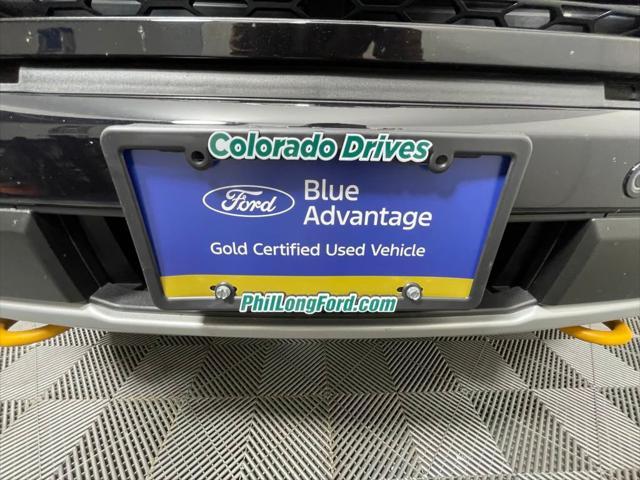 Colorado Drives
Ford
Blue
Advantage
Gold Certified Used Vehicle
PhilLongFord.com